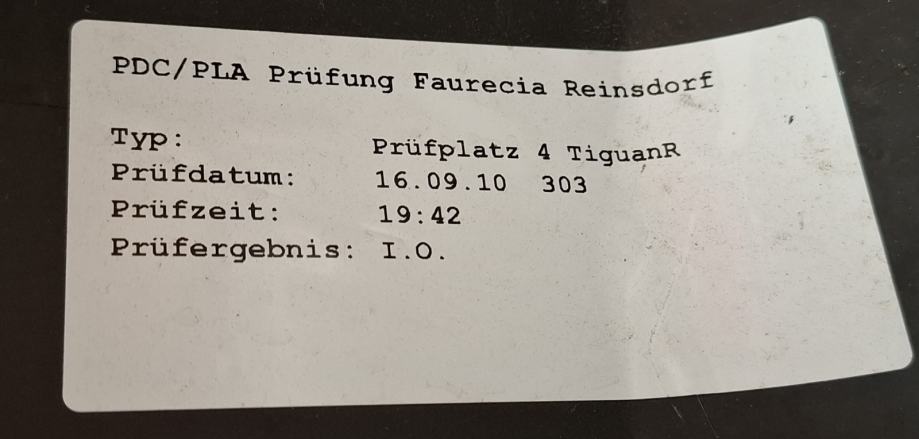 PDC/PLA Prüfung Faurecia Reinsdorf
Typ: Prüfplatz 4 TiguanR
Prüfdatum: 16.09.10 303
Prüfzeit: 19:42
Prüfergebnis: I.O.